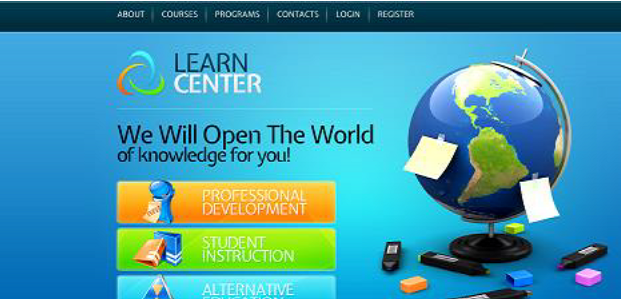 ABOUT COURSES PROGRAMS CONTACTS LOGIN REGISTER
LEARN
CENTER
We Will Open The World
of knowledge for you!
PROFESSIONAL
DEVELOPMENT
STUDENT
INSTRUCTION
ALTERNATIVE
EDUCATION